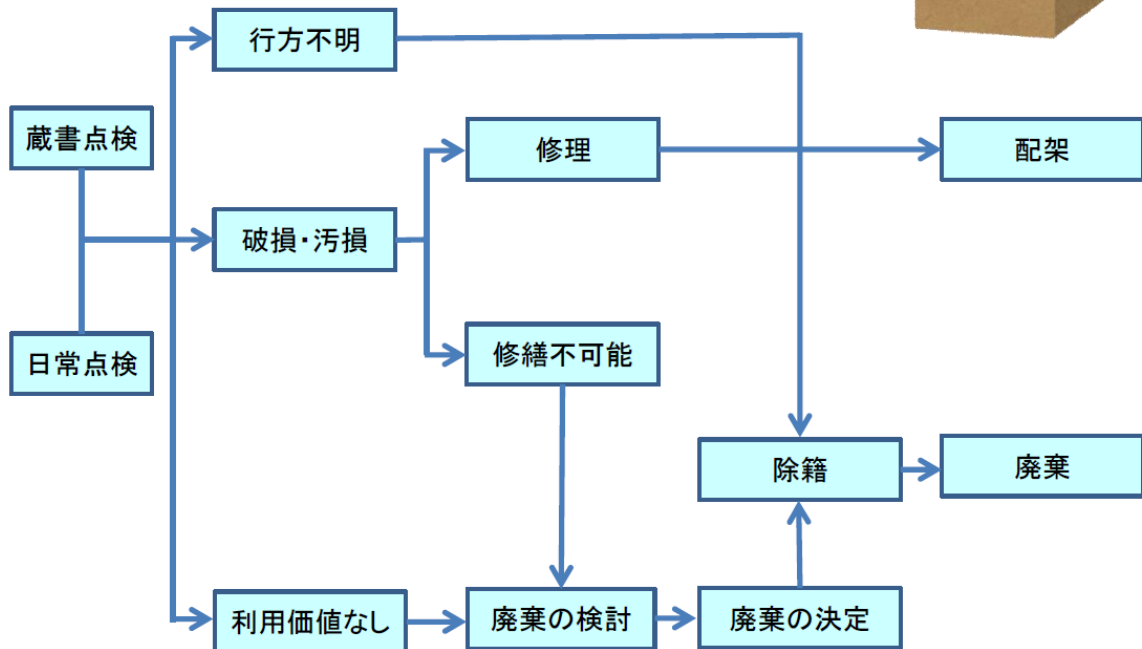 行方不明
蔵書点検
修理
配架
破損・汚損
日常点検
修繕不可能
除籍
廃棄
利用価値なし
廃棄の検討
廃棄の決定